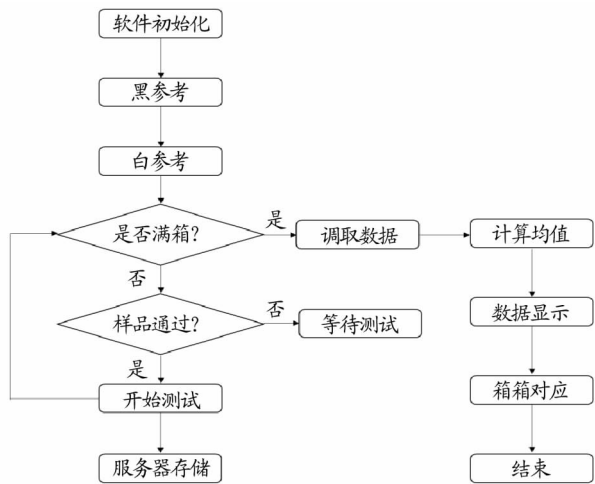 软件初始化
黑参考
白参考
是否满箱?
是
调取数据
计算均值
否
样品通过?
否
等待测试
数据显示
是
开始测试
箱箱对应
服务器存储
结束